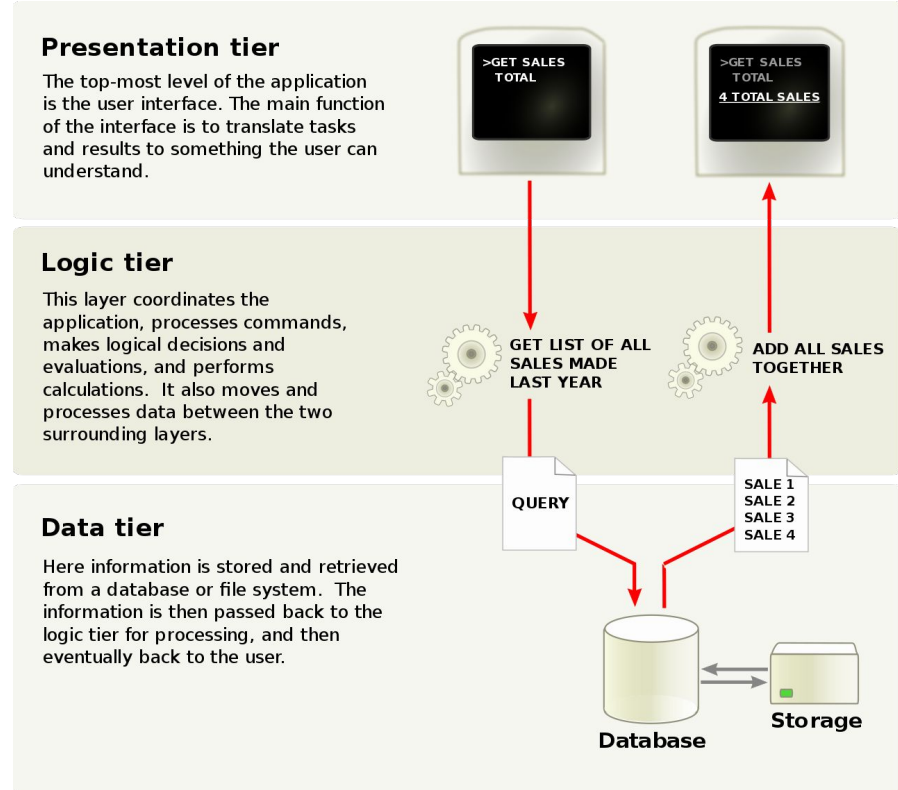 Presentation tier
The top-most level of the application
is the user interface. The main function
of the interface is to translate tasks
and results to something the user can
understand.
>GET SALES
TOTAL
>GET SALES
TOTAL
4 TOTAL SALES
Logic tier
This layer coordinates the
application, processes commands,
makes logical decisions and
evaluations, and performs
calculations.  It also moves and
processes data between the two
surrounding layers.
GET LIST OF ALL
SALES MADE
LAST YEAR
ADD ALL SALES
TOGETHER
QUERY
SALE 1
SALE 2
SALE 3
SALE 4
Data tier
Here information is stored and retrieved
from a database or file system.  The
information is then passed back to the
logic tier for processing, and then
eventually back to the user.
Database
Storage